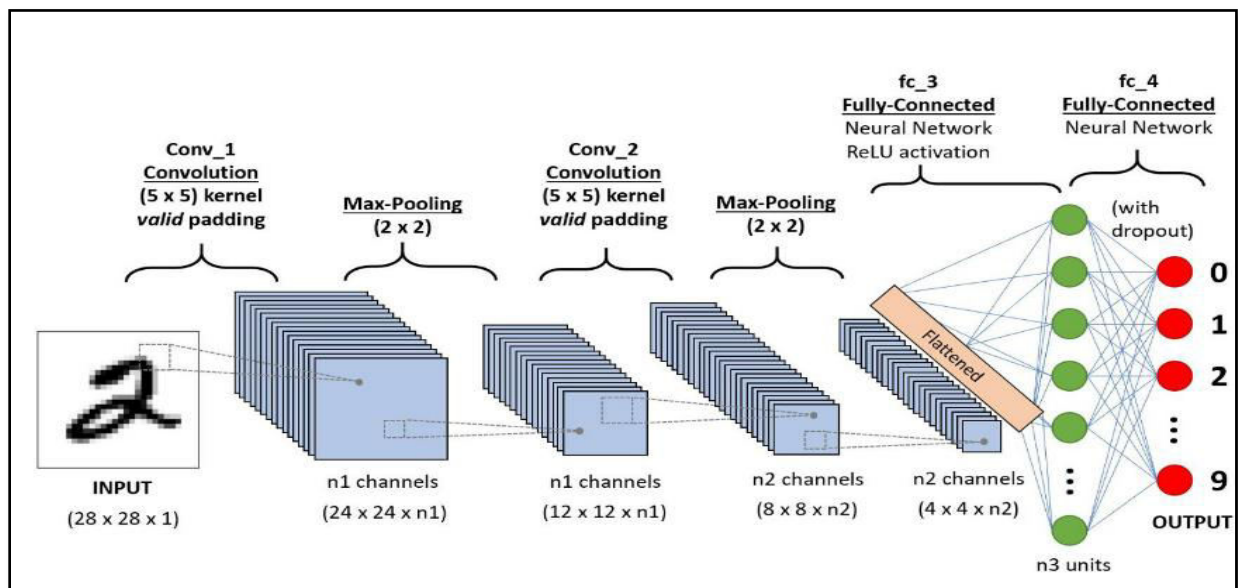 fc_3
Fully-Connected
Neural Network
ReLU activation
fc_4
Fully-Connected
Neural Network
Conv_1
Convolution
(5 x 5) kernel
valid padding
Max-Pooling
(2 x 2)
Conv_2
Convolution
(5 x 5) kernel
valid padding
Max-Pooling
(2 x 2)
(with
dropout)
Flattened
0
1
2
9
INPUT
(28 x 28 x 1)
n1 channels
(24 x 24 x n1)
n1 channels
(12 x 12 x n1)
n2 channels
(8 x 8 x n2)
n2 channels
(4 x 4 x n2)
n3 units
OUTPUT